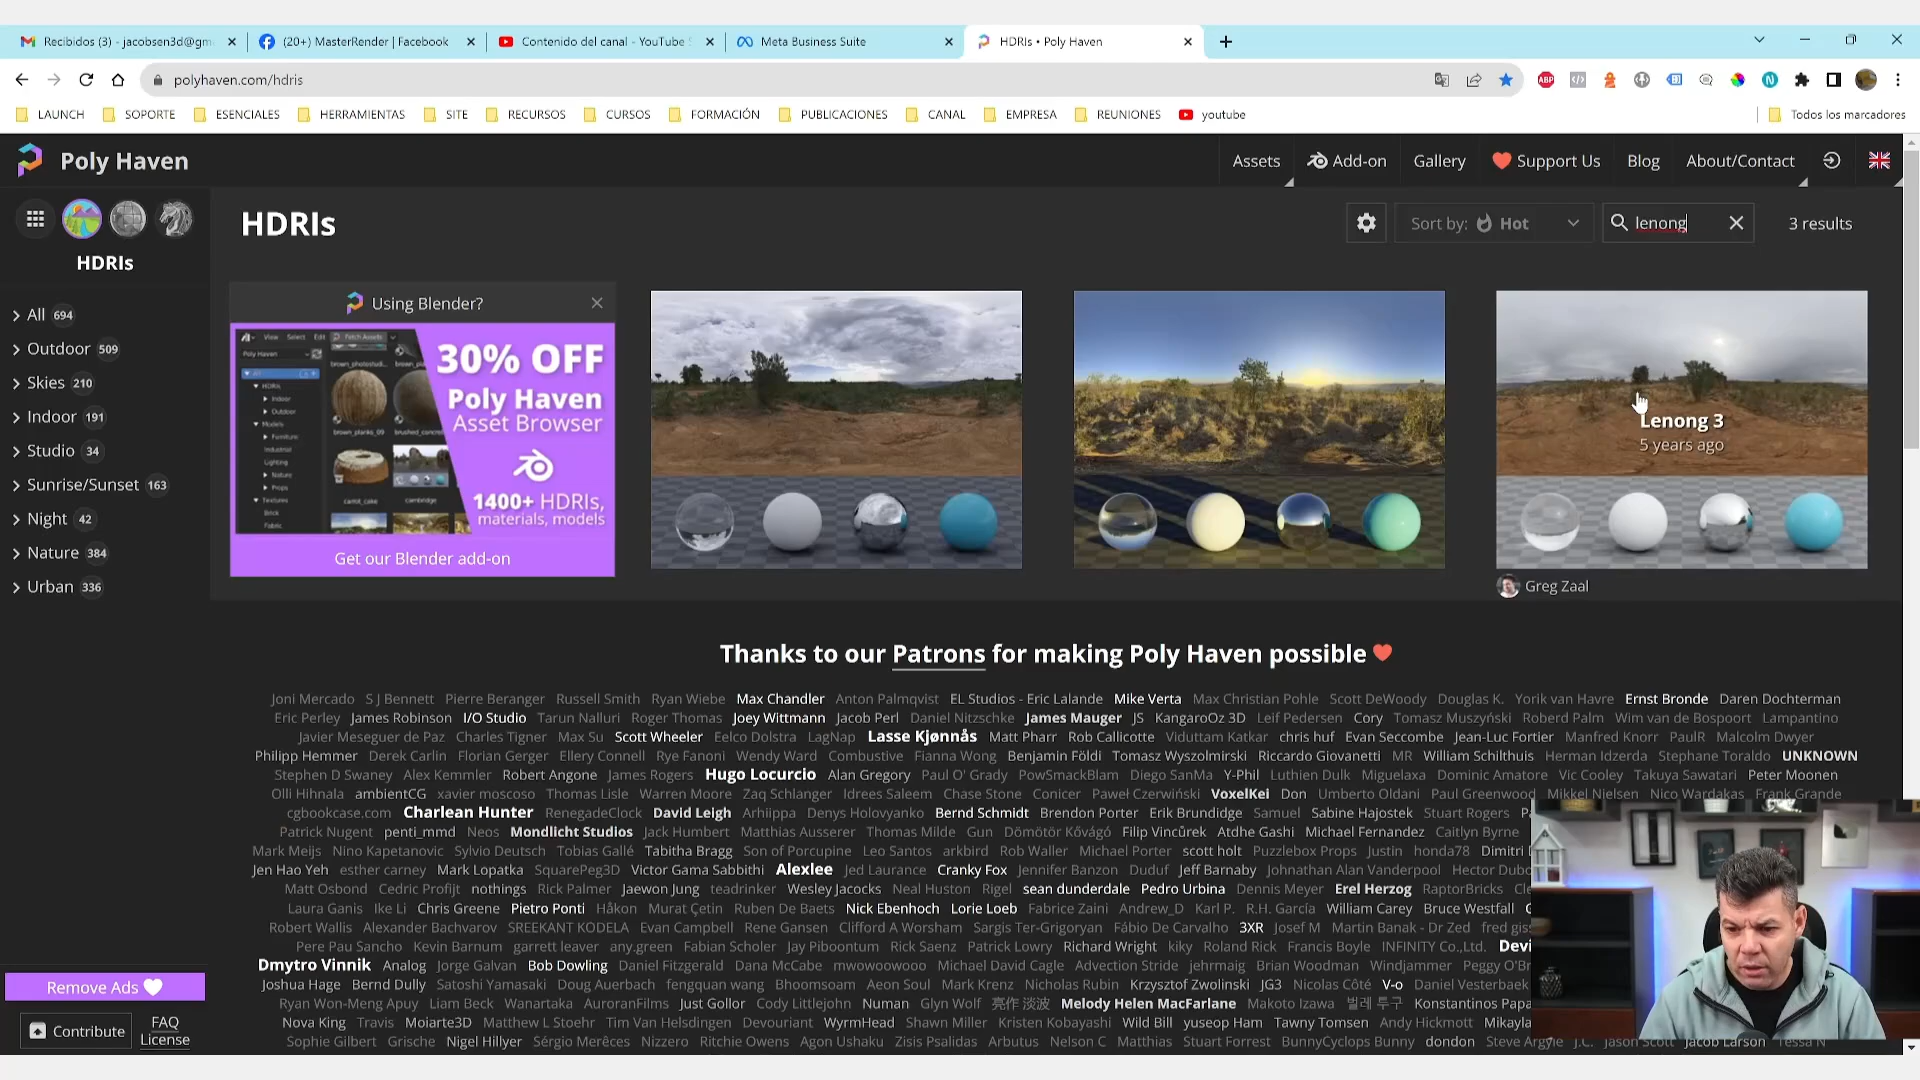 Recibidos (3) - jacobsen3d@gm
(20+) MasterRender | Facebook
Contenido del canal - YouTube S
Meta Business Suite
HDRIs • Poly Haven
polyhaven.com/hdris
LAUNCH SOPORTE ESENCIALES HERRAMIENTAS SITE RECURSOS CURSOS FORMACIÓN PUBLICACIONES CANAL EMPRESA REUNIONES youtube Todos los marcadores
Poly Haven
Assets Add-on Gallery Support Us Blog About/Contact
HDRIs
Sort by: Hot
lenong
3 results
HDRIs
All 694
Outdoor 509
Skies 210
Indoor 191
Studio 34
Sunrise/Sunset 163
Night 42
Nature 384
Urban 336
Using Blender?
30% OFF
Poly Haven
Asset Browser
1400+ HDRIs,
materials, models
Get our Blender add-on
Lenong 3
5 years ago
Greg Zaal
Thanks to our Patrons for making Poly Haven possible
Joni Mercado S J Bennett Pierre Beranger Russell Smith Ryan Wiebe Max Chandler Anton Palmqvist EL Studios - Eric Lalande Mike Verta Max Christian Pohle Scott DeWoody Douglas K. Yorik van Havre Ernst Bronde Daren Dochterman
Eric Perley James Robinson I/O Studio Tarun Nalluri Roger Thomas Joey Wittmann Jacob Perl Daniel Nitzschke James Mauger JS KangaroOz 3D Leif Pedersen Cory Tomasz Muszyński Roberd Palm Wim van de Bospoort Lampantino
Javier Meseguer de Paz Charles Tigner Max Su Scott Wheeler Eelco Dolstra LagNap Lasse Kjønnås Matt Pharr Rob Callicotte Viduttam Katkar chris huf Evan Seccombe Jean-Luc Fortier Manfred Knorr PaulR Malcolm Dwyer
Philipp Hemmer Derek Carlin Florian Gerger Ellery Connell Rye Fanoni Wendy Ward Combustive Fianna Wong Benjamin Földi Tomasz Wyszolmirski Riccardo Giovanetti MR William Schilthuis Herman Idzerda Stephane Toraldo UNKNOWN
Stephen D Swaney Alex Kemmler Robert Angone James Rogers Hugo Locurcio Alan Gregory Paul O' Grady PowSmackBlam Diego SanMa Y-Phil Luthien Dulk Miguelaxa Dominic Amatore Vic Cooley Takuya Sawatari Peter Moonen
Olli Hihnala ambientCG xavier moscoso Thomas Lisle Warren Moore Zaq Schlanger Idrees Saleem Chase Stone Conicer Paweł Czerwiński VoxelKei Don Umberto Oldani Paul Greenwood Mikkel Nielsen Nico Wardakas Frank Grande
cgbookcase.com Charlean Hunter RenegadeClock David Leigh Arhippa Denys Holovyanko Bernd Schmidt Brendon Porter Erik Brundidge Samuel Sabine Hajostek Stuart Rogers
Patrick Nugent penti_mmd Neos Mondlicht Studios Jack Humbert Matthias Ausserer Thomas Milde Gun Dömötör Kővágó Filip Vincůrek Atdhe Gashi Michael Fernandez Caitlyn Byrne
Mark Meijs Nino Kapetanovic Sylvio Deutsch Tobias Gallé Tabitha Bragg Son of Porcupine Leo Santos arkbird Rob Waller Michael Porter scott holt Puzzlebox Props Justin honda78 Dimitri
Jen Hao Yeh esther carney Mark Lopatka SquarePeg3D Victor Gama Sabbithi Alexlee Jed Laurance Cranky Fox Jennifer Banzon Duduf Jeff Barnaby Johnathan Alan Vanderpool Hector Dubo
Matt Osbond Cedric Profijt nothings Rick Palmer Jaewon Jung teadrinker Wesley Jacocks Neal Huston Rigel sean dunderdale Pedro Urbina Dennis Meyer Erel Herzog RaptorBricks
Laura Ganis Ike Li Chris Greene Pietro Ponti Håkon Murat Çetin Ruben De Baets Nick Ebenhoch Lorie Loeb Fabrice Zaini Andrew_D Karl P. R.H. García William Carey Bruce Westfall
Robert Wallis Alexander Bachvarov SREEKANT KODELA Evan Campbell Rene Gansen Clifford A Worsham Sargis Ter-Grigoryan Fábio De Carvalho 3XR Josef M Martin Banak - Dr Zed fred gis
Pere Pau Sancho Kevin Barnum garrett leaver any.green Fabian Scholer Jay Piboontum Rick Saenz Patrick Lowry Richard Wright kiky Roland Rick Francis Boyle INFINITY Co.,Ltd. Devi
Dmytro Vinnik Analog Jorge Galvan Bob Dowling Daniel Fitzgerald Dana McCabe mwowoowooo Michael David Cagle Advection Street jehrmaig Brian Woodman Windjammer Peggy O'Br
Joshua Hage Bernd Dully Satoshi Yamasaki Doug Auerbach fengquan wang Bhoomsoam Aeon Soul Mark Krenz Nicholas Rubin Krzysztof Zwolinski JG3 Nicolas Côté V-o Daniel Vesterbaek
Ryan Won-Meng Apuy Liam Beck Wanartaka AuroranFilms Just Gollor Cody Littlejohn Numan Glyn Wolf 亮作 淡波 Melody Helen MacFarlane Makoto Izawa 벌레 투구 Konstantinos Papa
Nova King Travis Moiarte3D Matthew L Stoehr Tim Van Helsdingen Devouriant WyrmHead Shawn Miller Kristen Kobayashi Wild Bill yuseop Ham Tawny Tomsen Andy Hickmott Mikayla
Sophie Gilbert Grische Nigel Hillyer Sérgio Merêces Nizzero Ritchie Owens Agon Ushaku Zisis Psalidas Arbutus Nelson C Matthias Stuart Forrest BunnyCyclops Bunny dondon Steve Argyle J.C. Jason Scott Jacob Larson Tessa N
Remove Ads
Contribute
FAQ
License